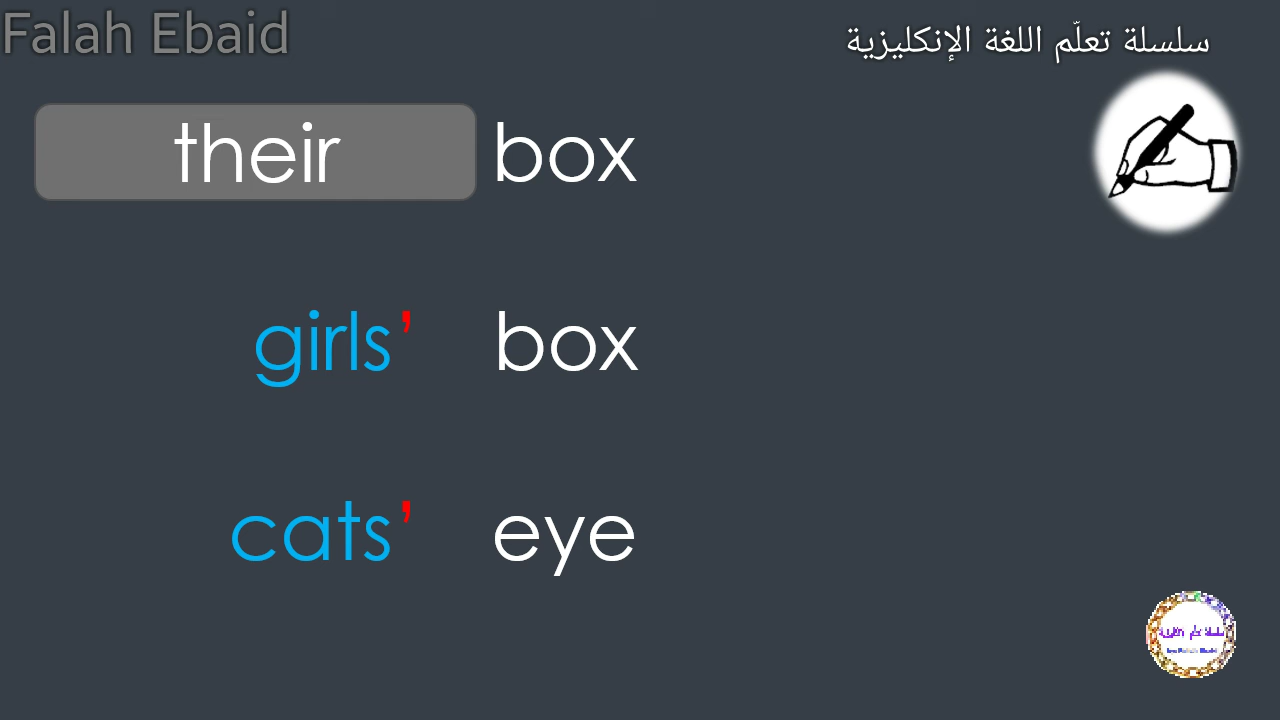 Falah Ebaid
سلسلة تعلّم اللغة الإنكليزية
their box
girls’ box
cats’ eye